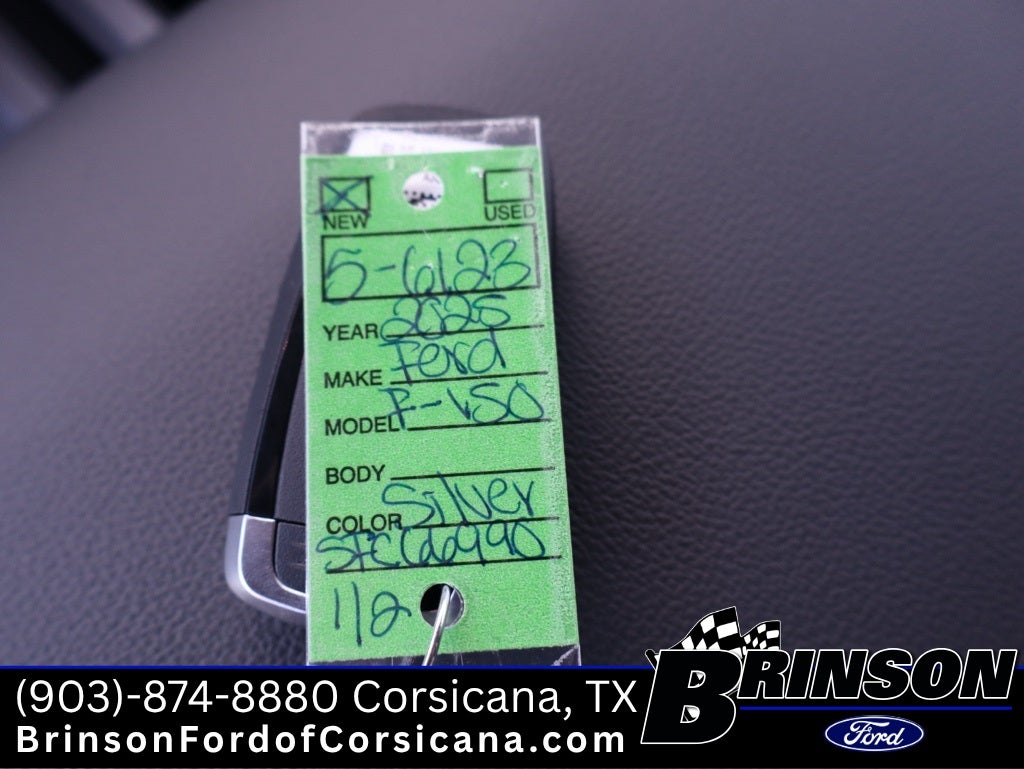 NEW USED
5-6123
YEAR 2025
MAKE Ford
MODEL F-150
BODY
COLOR Silver
SFC66990
1/2
(903)-874-8880 Corsicana, TX
BrinsonFordofCorsicana.com
BRINSON
Ford